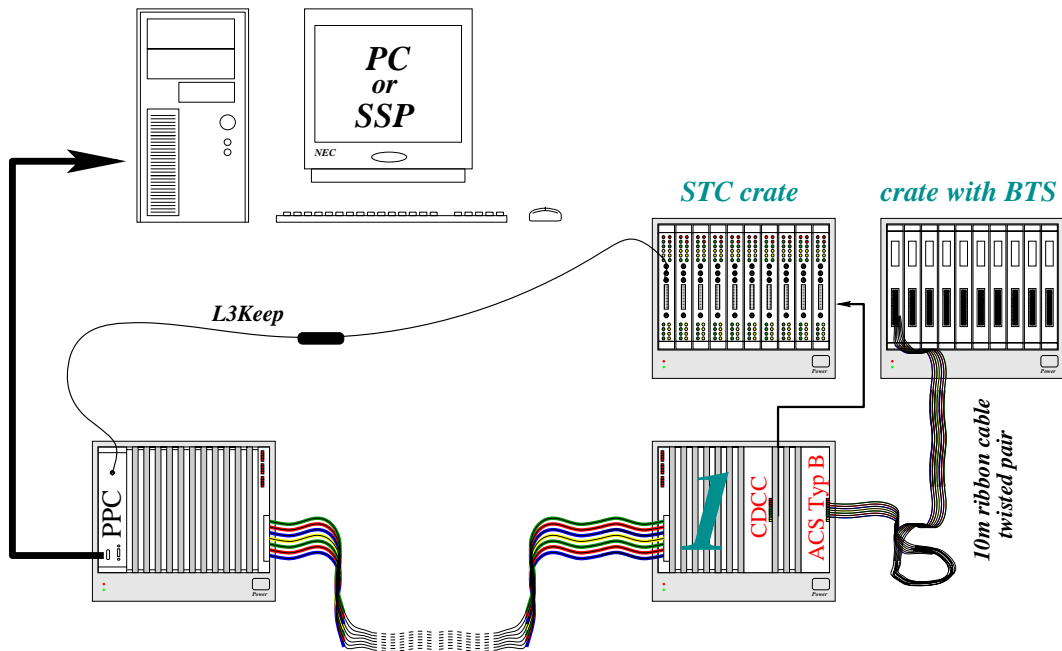 PC
or
SSP
NEC
STC crate
crate with BTS
L3Keep
Power
Power
10m ribbon cable
twisted pair
PPC
1
CDCC
ACS Typ B
Power
Power